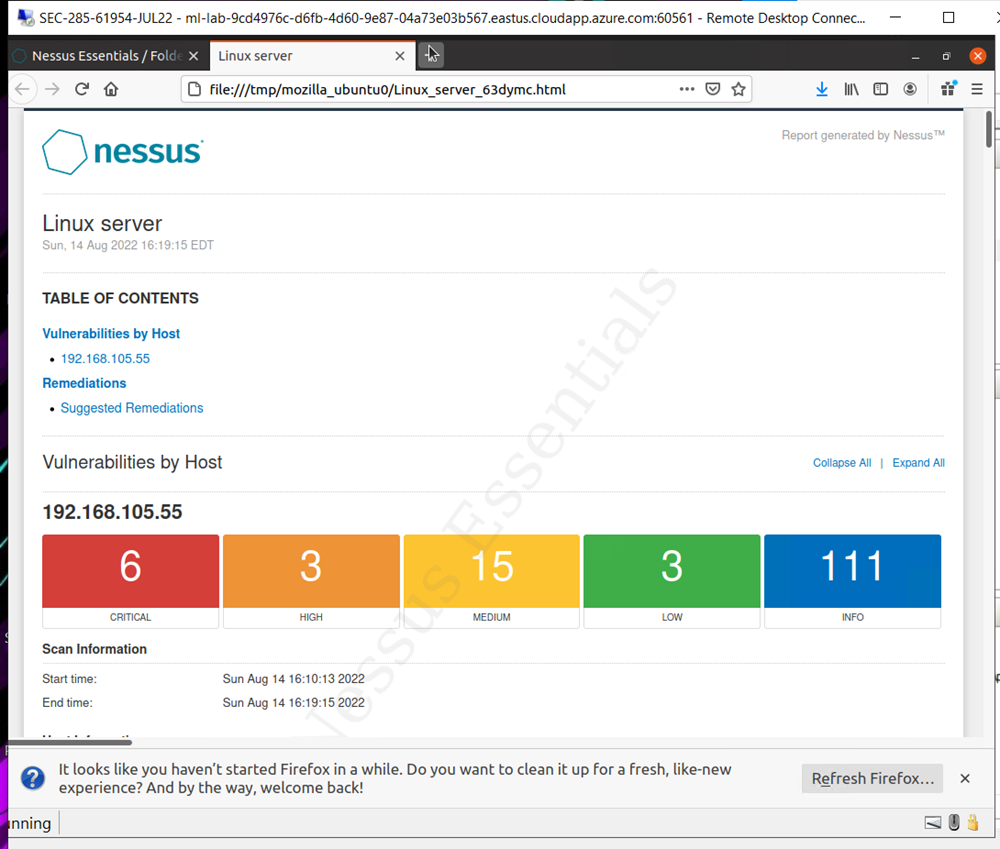 SEC-285-61954-JUL22 - ml-lab-9cd4976c-d6fb-4d60-9e87-04a73e03b567.eastus.cloudapp.azure.com:60561 - Remote Desktop Connec...
Nessus Essentials / Folde
Linux server
file:///tmp/mozilla_ubuntu0/Linux_server_63dymc.html
nessus
Report generated by Nessus™
Linux server
Sun, 14 Aug 2022 16:19:15 EDT
TABLE OF CONTENTS
Vulnerabilities by Host
• 192.168.105.55
Remediations
• Suggested Remediations
Vulnerabilities by Host
Collapse All | Expand All
192.168.105.55
6 3 15 3 111
CRITICAL HIGH MEDIUM LOW INFO
Scan Information
Start time: Sun Aug 14 16:10:13 2022
End time: Sun Aug 14 16:19:15 2022
Nessus Essentials
It looks like you haven't started Firefox in a while. Do you want to clean it up for a fresh, like-new
experience? And by the way, welcome back!
Refresh Firefox...
unning